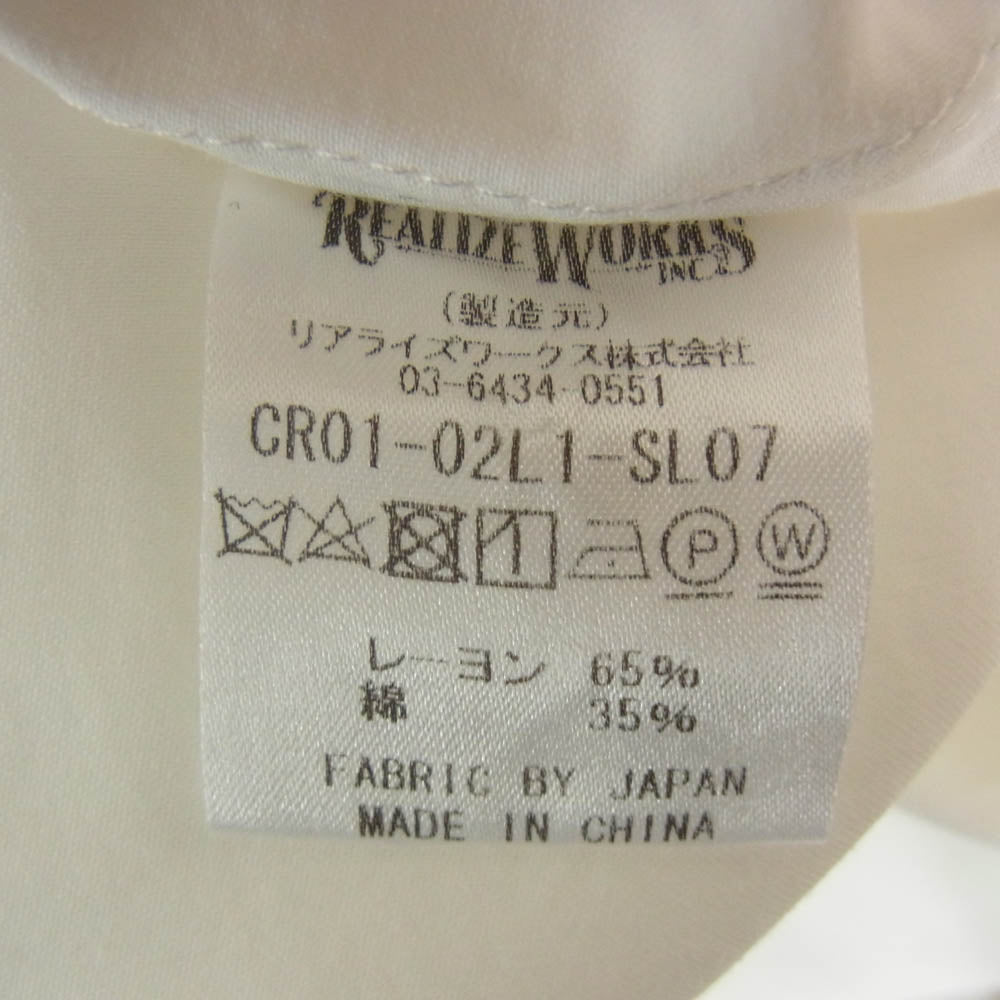 REALIZEWORKS
INC.
(製造元)
リアライズワークス株式会社
03-6434-0551
CR01-02L1-SL07
P W
レーヨン 65%
綿 35%
FABRIC BY JAPAN
MADE IN CHINA